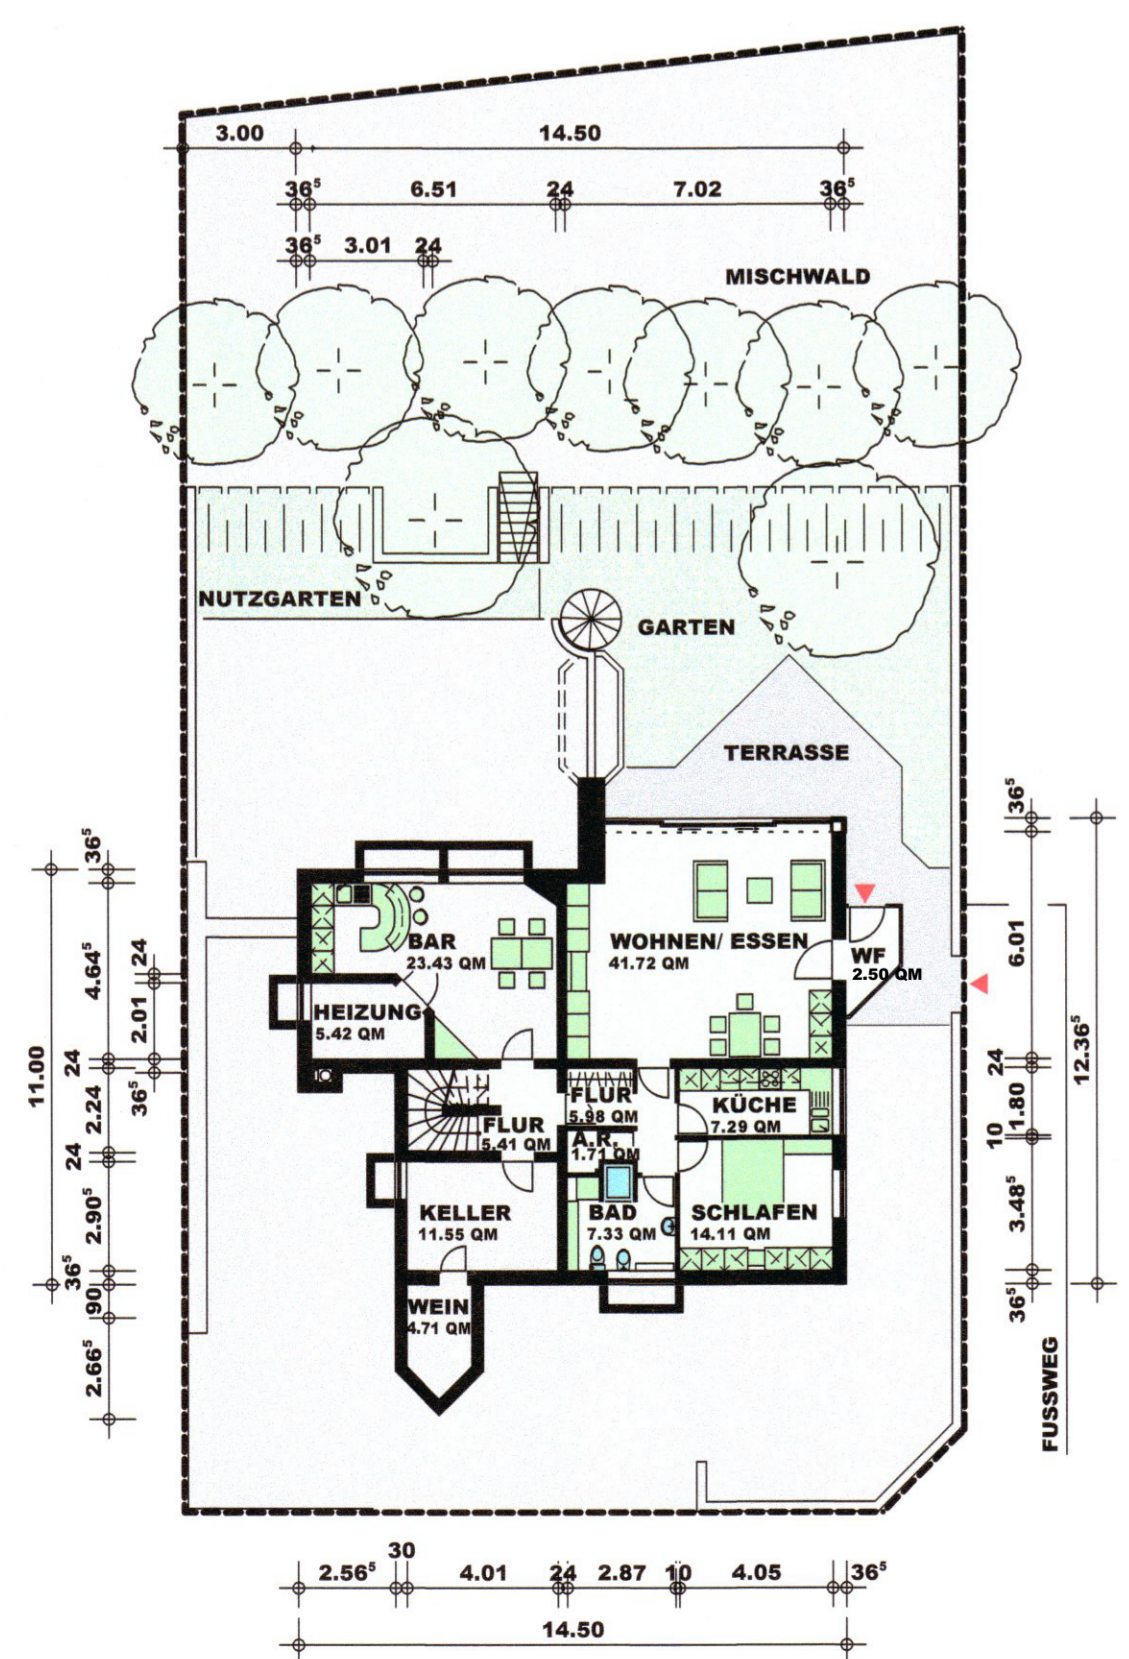 3.00 14.50
36⁵ 6.51 24 7.02 36⁵
36⁵ 3.01 24
MISCHWALD
NUTZGARTEN
GARTEN
TERRASSE
BAR
23.43 QM
HEIZUNG
5.42 QM
WOHNEN/ ESSEN
41.72 QM
WF
2.50 QM
FLUR
5.98 QM
FLUR
5.41 QM
A.R.
1.71 QM
KÜCHE
7.29 QM
KELLER
11.55 QM
BAD
7.33 QM
SCHLAFEN
14.11 QM
WEIN
4.71 QM
11.00
36⁵
4.64⁵
24
2.24
24
2.90⁵
36⁵
90
2.66⁵
24
2.01
36⁵
36⁵
6.01
24
1.80
10
3.48⁵
36⁵
12.36⁵
FUSSWEG
30
2.56⁵ 4.01 24 2.87 10 4.05 36⁵
14.50